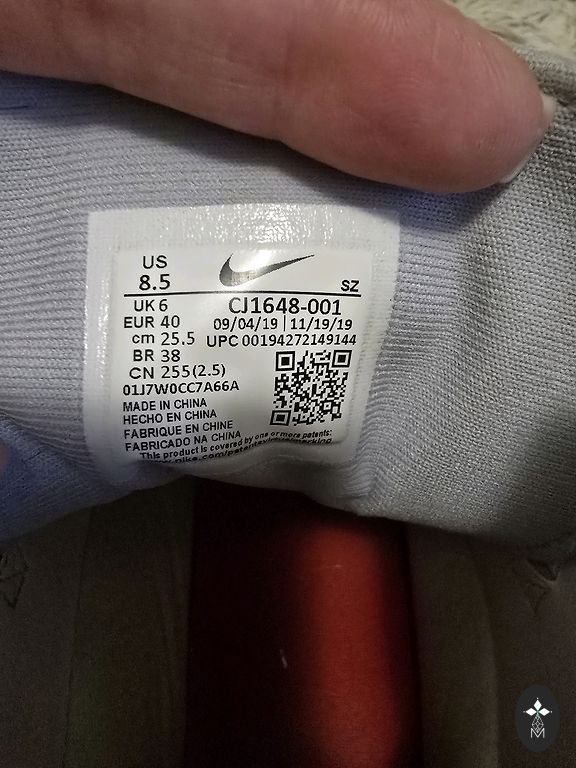 US
8.5
SZ
UK 6
CJ1648-001
EUR 40
09/04/19 | 11/19/19
cm 25.5
UPC 00194272149144
BR 38
CN 255(2.5)
01J7W0CC7A66A
MADE IN CHINA
HECHO EN CHINA
FABRIQUE EN CHINE
FABRICADO NA CHINA
This product is covered by one or more patents:
M